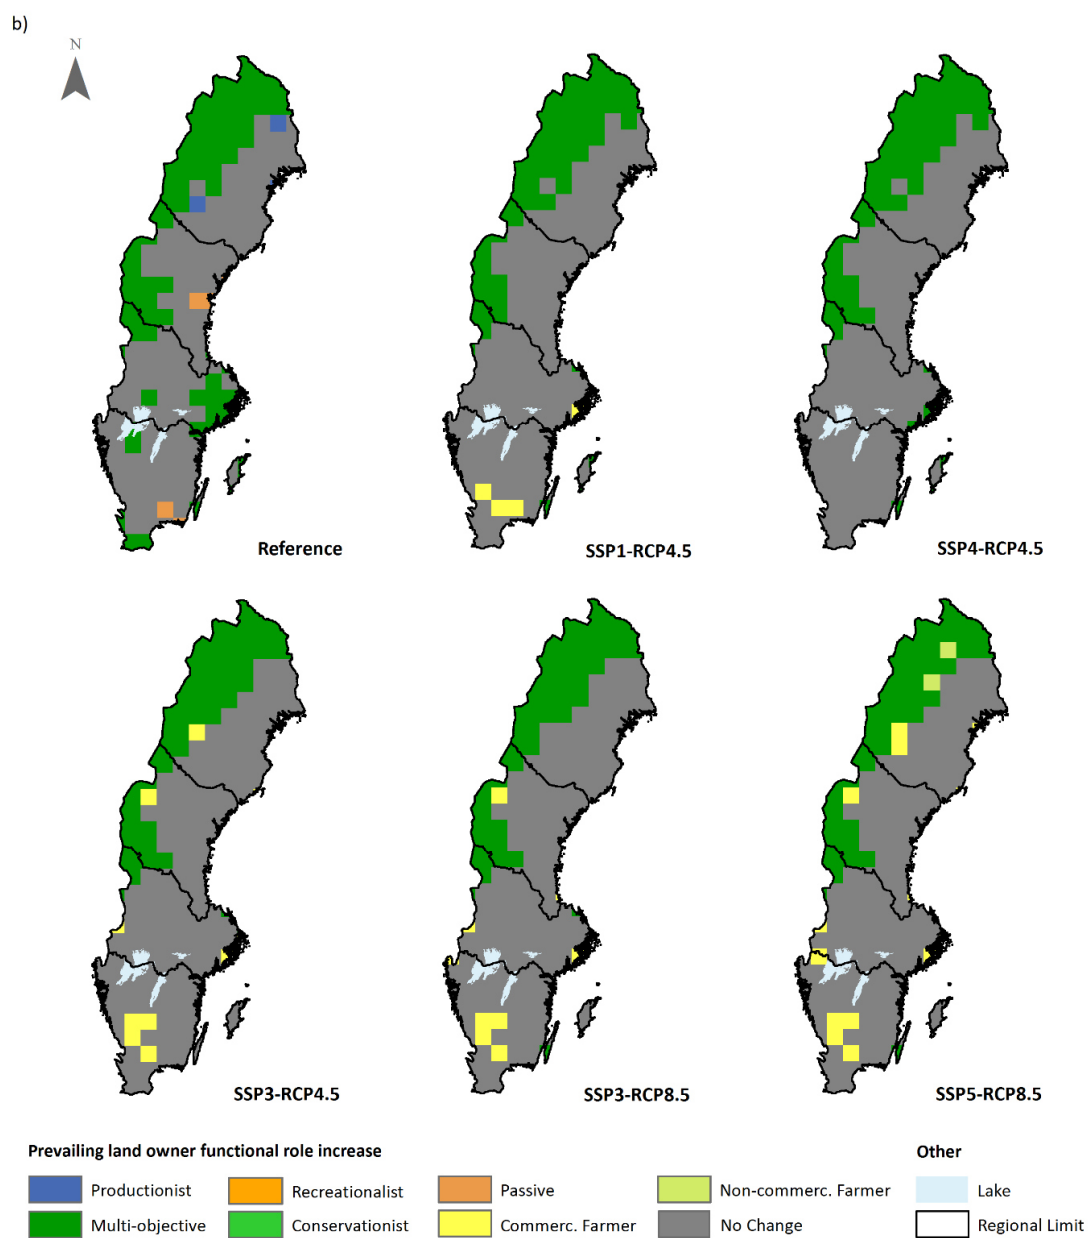 b)
N
Reference
SSP1-RCP4.5
SSP4-RCP4.5
SSP3-RCP4.5
SSP3-RCP8.5
SSP5-RCP8.5
Prevailing land owner functional role increase
Other
Productionist
Recreationalist
Passive
Non-commerc. Farmer
Lake
Multi-objective
Conservationist
Commerc. Farmer
No Change
Regional Limit